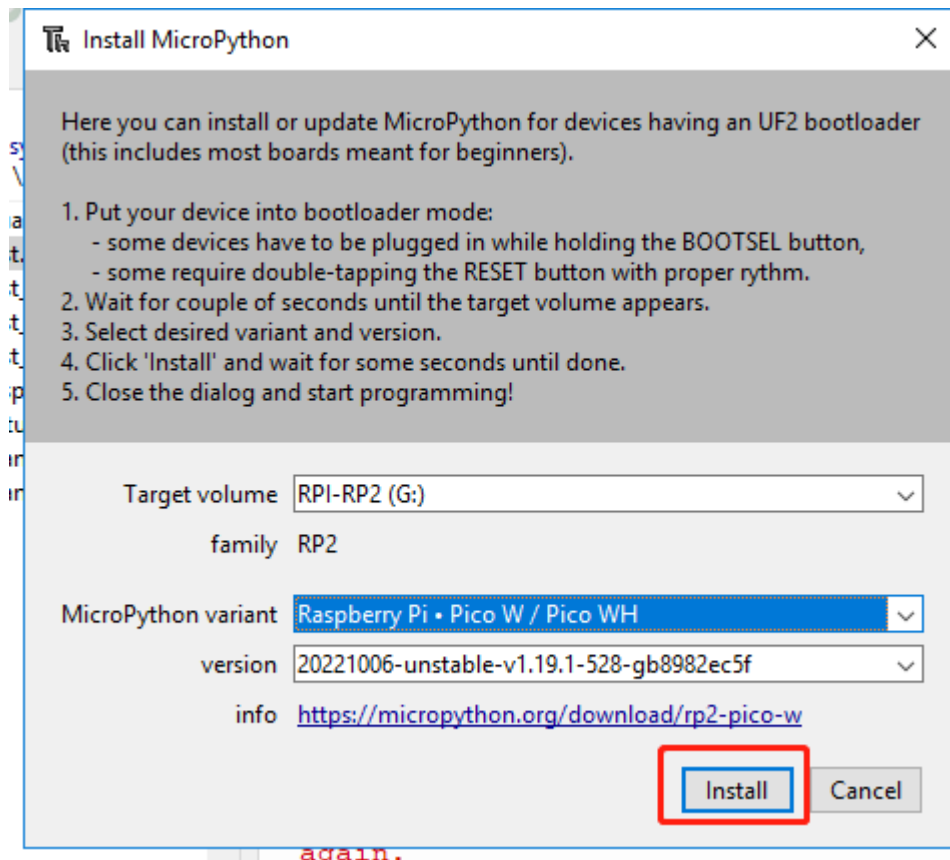 Install MicroPython
Here you can install or update MicroPython for devices having an UF2 bootloader
(this includes most boards meant for beginners).
1. Put your device into bootloader mode:
- some devices have to be plugged in while holding the BOOTSEL button,
- some require double-tapping the RESET button with proper rythm.
2. Wait for couple of seconds until the target volume appears.
3. Select desired variant and version.
4. Click 'Install' and wait for some seconds until done.
5. Close the dialog and start programming!
Target volume RPI-RP2 (G:)
family RP2
MicroPython variant Raspberry Pi • Pico W / Pico WH
version 20221006-unstable-v1.19.1-528-gb8982ec5f
info https://micropython.org/download/rp2-pico-w
Install Cancel
again.